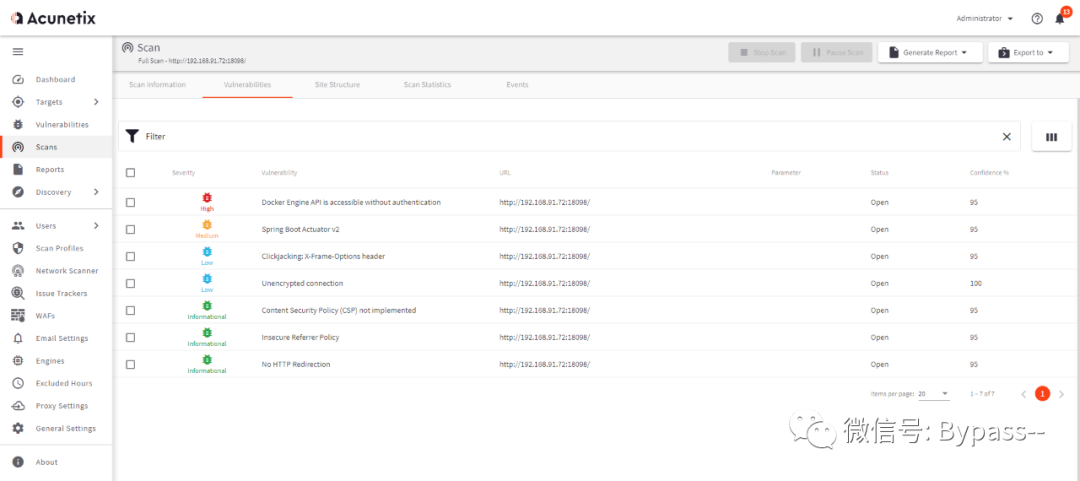 Acunetix
Administrator
13
Scan
Full Scan - http://192.168.91.72:18098/
Stop Scan
Pause Scan
Generate Report
Export to
Dashboard
Targets
Vulnerabilities
Scans
Reports
Discovery
Users
Scan Profiles
Network Scanner
Issue Trackers
WAFs
Email Settings
Engines
Excluded Hours
Proxy Settings
General Settings
About
Scan Information
Vulnerabilities
Site Structure
Scan Statistics
Events
Filter
Severity Vulnerability URL Parameter Status Confidence %
High Docker Engine API is accessible without authentication http://192.168.91.72:18098/ Open 95
Medium Spring Boot Actuator v2 http://192.168.91.72:18098/ Open 95
Low Clickjacking: X-Frame-Options header http://192.168.91.72:18098/ Open 95
Low Unencrypted connection http://192.168.91.72:18098/ Open 100
Informational Content Security Policy (CSP) not implemented http://192.168.91.72:18098/ Open 95
Informational Insecure Referrer Policy http://192.168.91.72:18098/ Open 95
Informational No HTTP Redirection http://192.168.91.72:18098/ Open 95
Items per page: 20 1 – 7 of 7 1
微信号: Bypass--